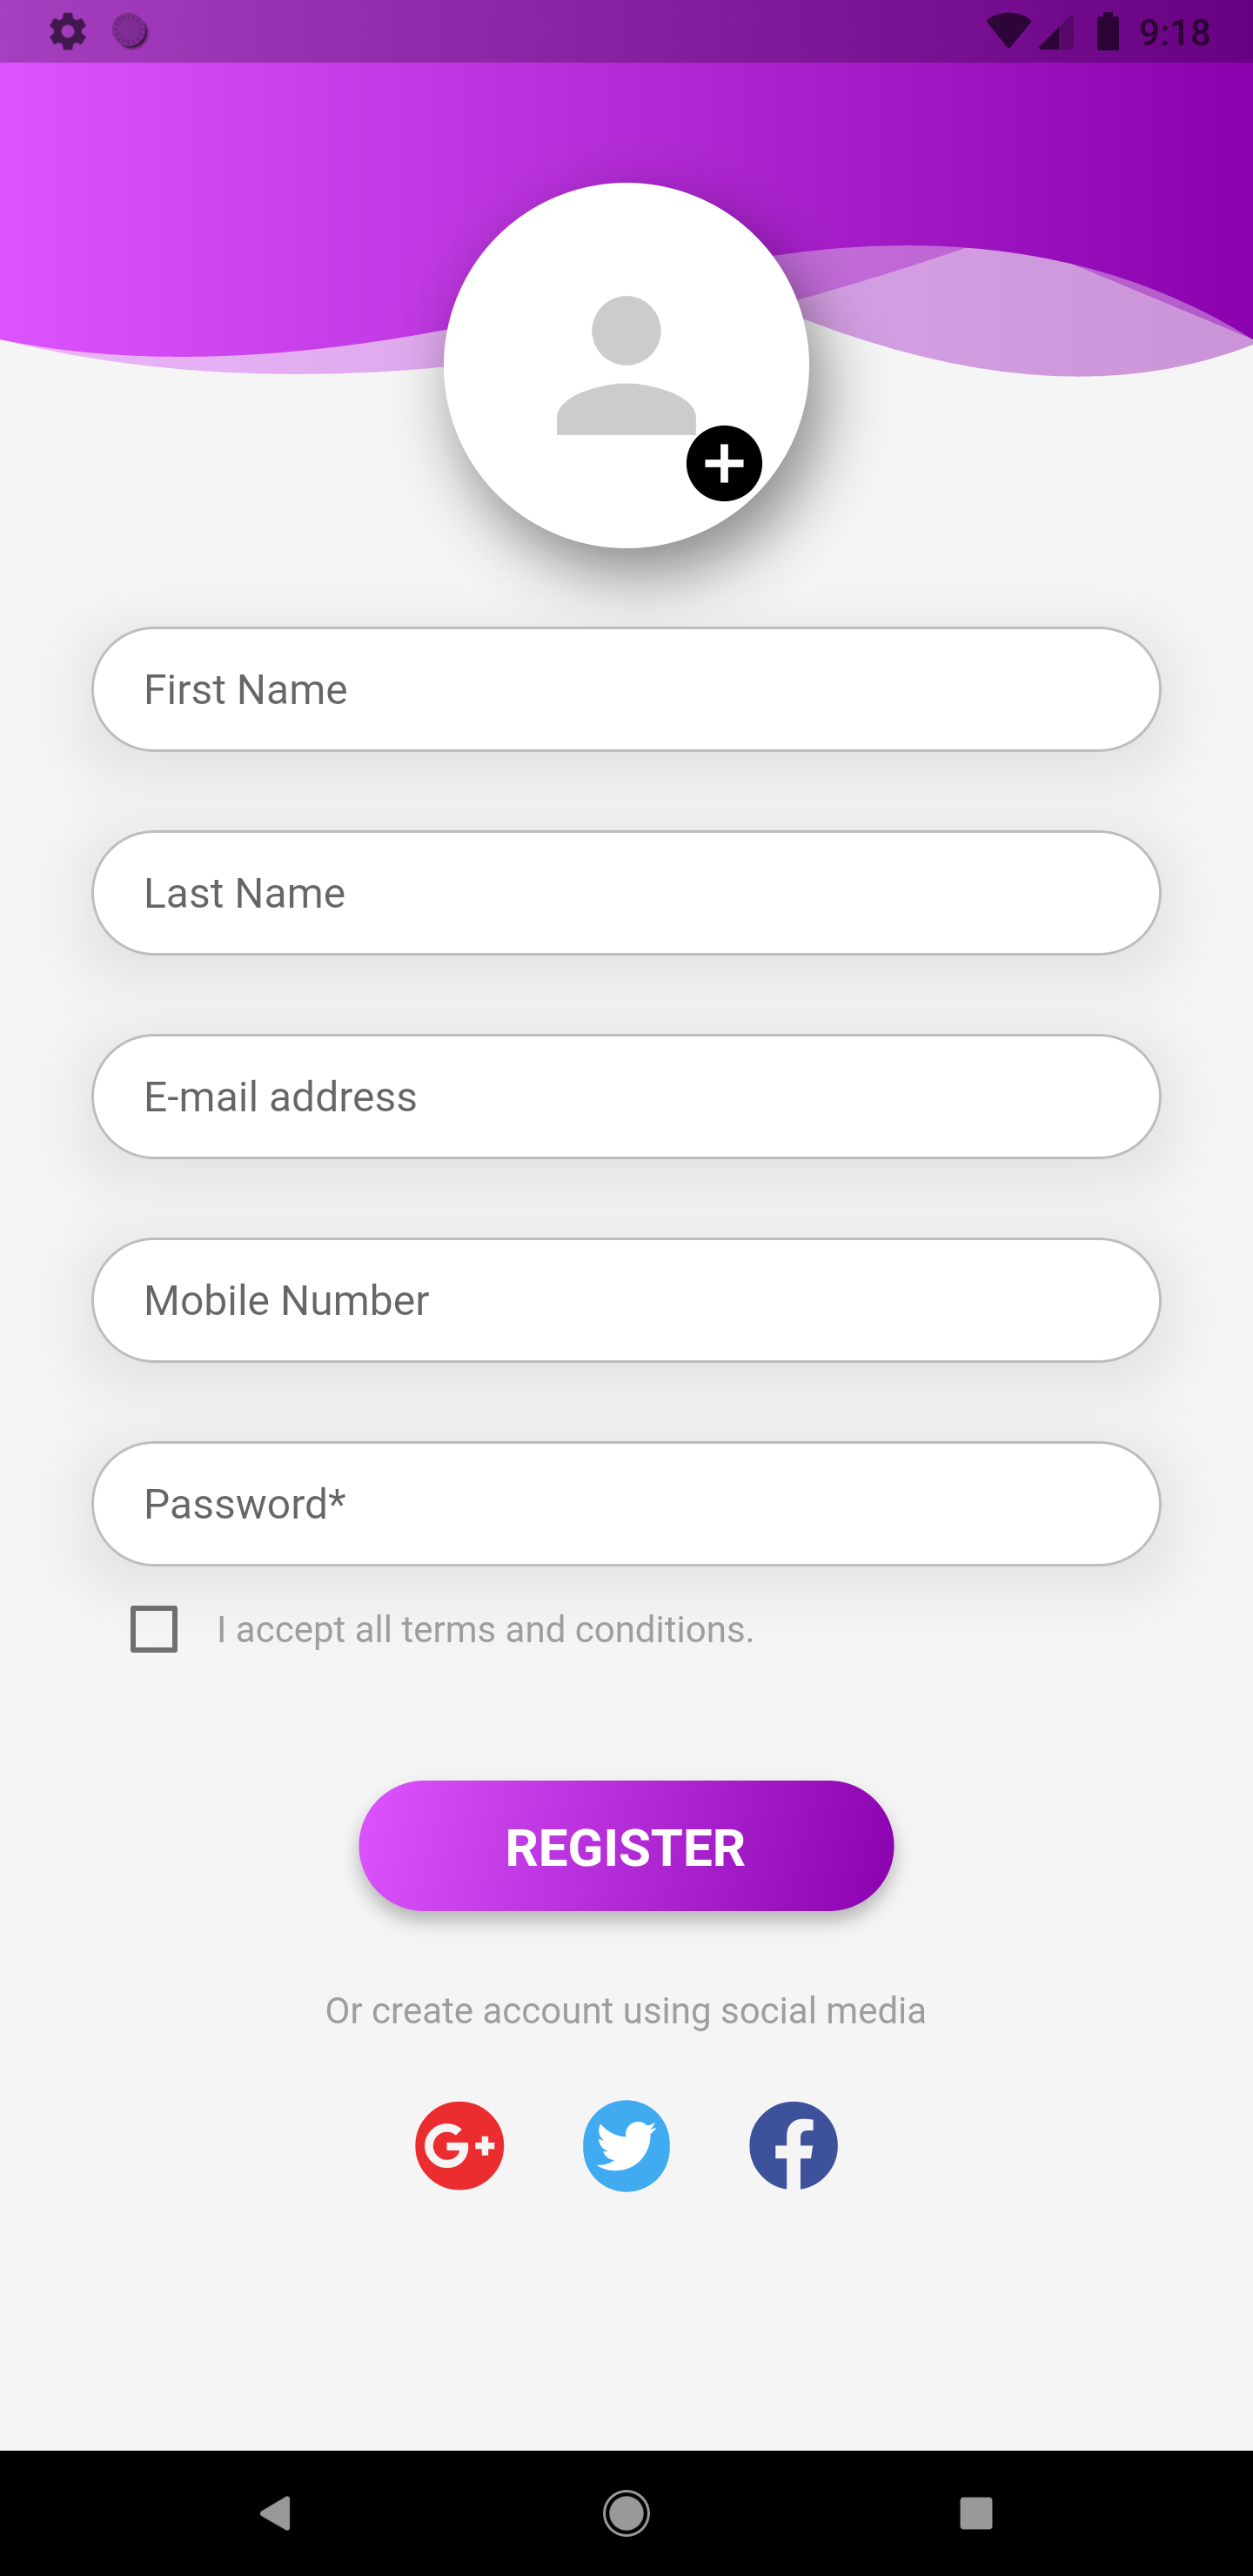 9:18
First Name
Last Name
E-mail address
Mobile Number
Password*
I accept all terms and conditions.
REGISTER
Or create account using social media
G+